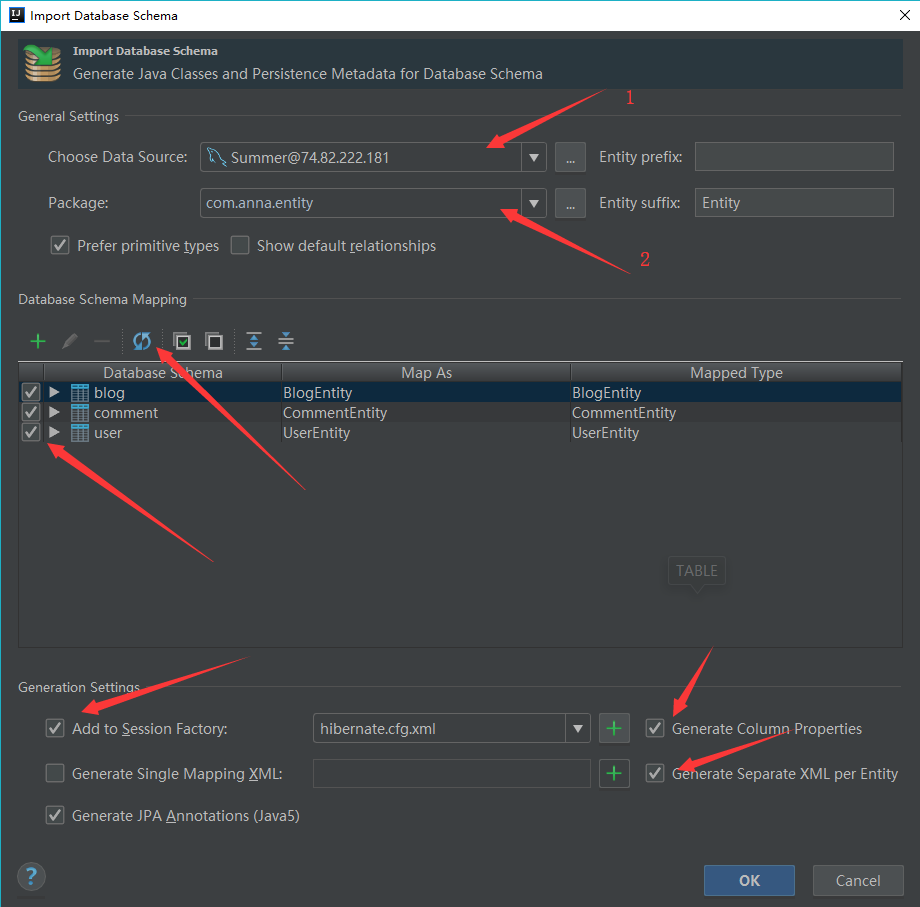 Import Database Schema
Import Database Schema
Generate Java Classes and Persistence Metadata for Database Schema
1
General Settings
Choose Data Source: Summer@74.82.222.181 ... Entity prefix:
Package: com.anna.entity ... Entity suffix: Entity
Prefer primitive types Show default relationships
2
Database Schema Mapping
Database Schema Map As Mapped Type
blog BlogEntity BlogEntity
comment CommentEntity CommentEntity
user UserEntity UserEntity
TABLE
Generation Settings
Add to Session Factory: hibernate.cfg.xml Generate Column Properties
Generate Single Mapping XML: Generate Separate XML per Entity
Generate JPA Annotations (Java5)
? OK Cancel